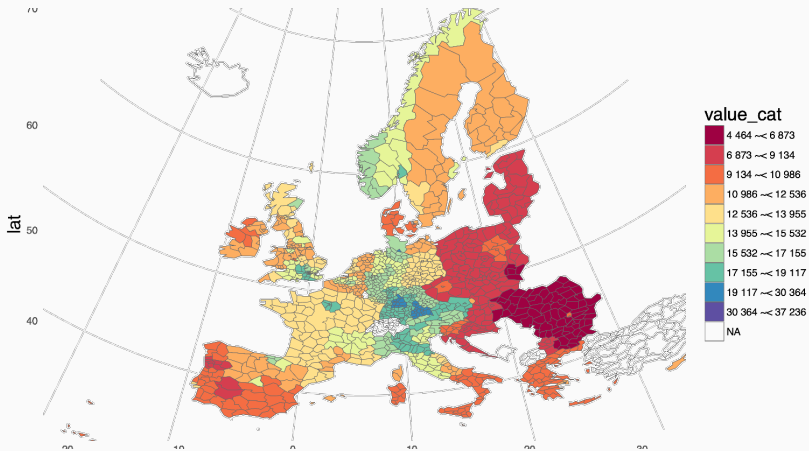 70
60
lat
50
40
20
10
0
10
20
30
value_cat
4 464 ~< 6 873
6 873 ~< 9 134
9 134 ~< 10 986
10 986 ~< 12 536
12 536 ~< 13 955
13 955 ~< 15 532
15 532 ~< 17 155
17 155 ~< 19 117
19 117 ~< 30 364
30 364 ~< 37 236
NA